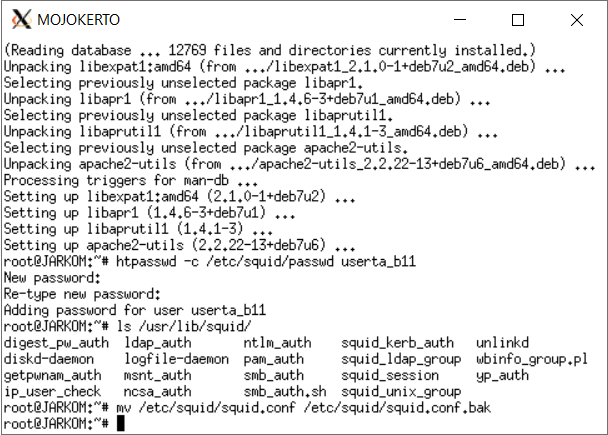 MOJOKERTO
(Reading database ... 12769 files and directories currently installed.)
Unpacking libexpat1:amd64 (from .../libexpat1_2.1.0-1+deb7u2_amd64.deb) ...
Selecting previously unselected package libapr1.
Unpacking libapr1 (from .../libapr1_1.4.6-3+deb7u1_amd64.deb) ...
Selecting previously unselected package libaprutil1.
Unpacking libaprutil1 (from .../libaprutil1_1.4.1-3_amd64.deb) ...
Selecting previously unselected package apache2-utils.
Unpacking apache2-utils (from .../apache2-utils_2.2.22-13+deb7u6_amd64.deb) ...
Processing triggers for man-db ...
Setting up libexpat1:amd64 (2.1.0-1+deb7u2) ...
Setting up libapr1 (1.4.6-3+deb7u1) ...
Setting up libaprutil1 (1.4.1-3) ...
Setting up apache2-utils (2.2.22-13+deb7u6) ...
root@JARKOM:~# htpasswd -c /etc/squid/passwd userta_b11
New password:
Re-type new password:
Adding password for user userta_b11
root@JARKOM:~# ls /usr/lib/squid/
digest_pw_auth  ldap_auth       ntlm_auth    squid_kerb_auth   unlinkd
diskd-daemon    logfile-daemon  pam_auth     squid_ldap_group  wbinfo_group.pl
getpwnam_auth   msnt_auth       smb_auth     squid_session     yp_auth
ip_user_check   ncsa_auth       smb_auth.sh  squid_unix_group
root@JARKOM:~# mv /etc/squid/squid.conf /etc/squid/squid.conf.bak
root@JARKOM:~#